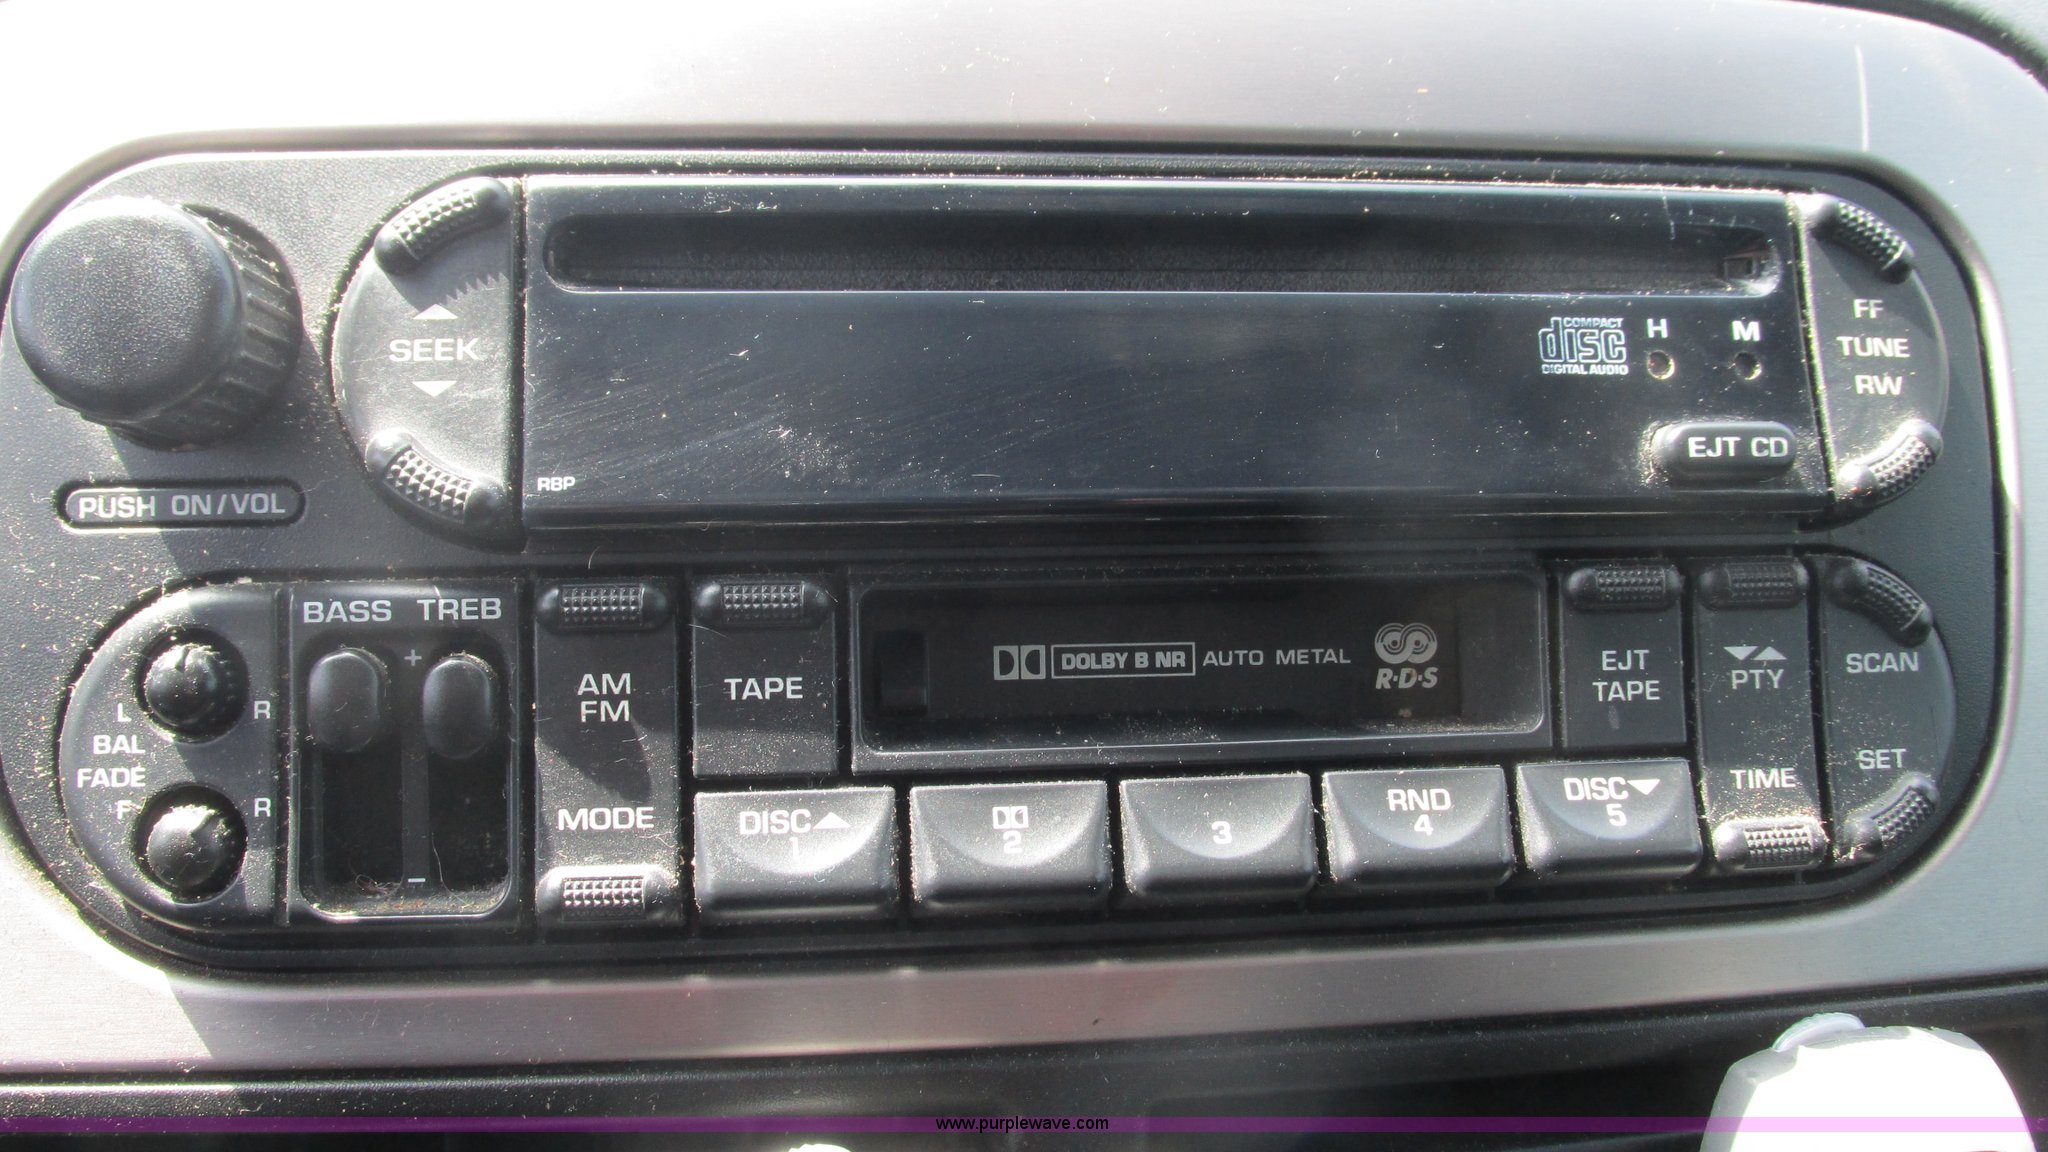 SEEK
COMPACT
disc
DIGITAL AUDIO
H
M
FF
TUNE
RW
EJT CD
RBP
PUSH ON/VOL
BASS TREB
+
−
L
R
BAL
FADE
F
R
AM
FM
MODE
TAPE
DOLBY B NR AUTO METAL
R·D·S
EJT
TAPE
PTY
TIME
SCAN
SET
DISC
1
2
3
RND
4
DISC
5
www.purplewave.com